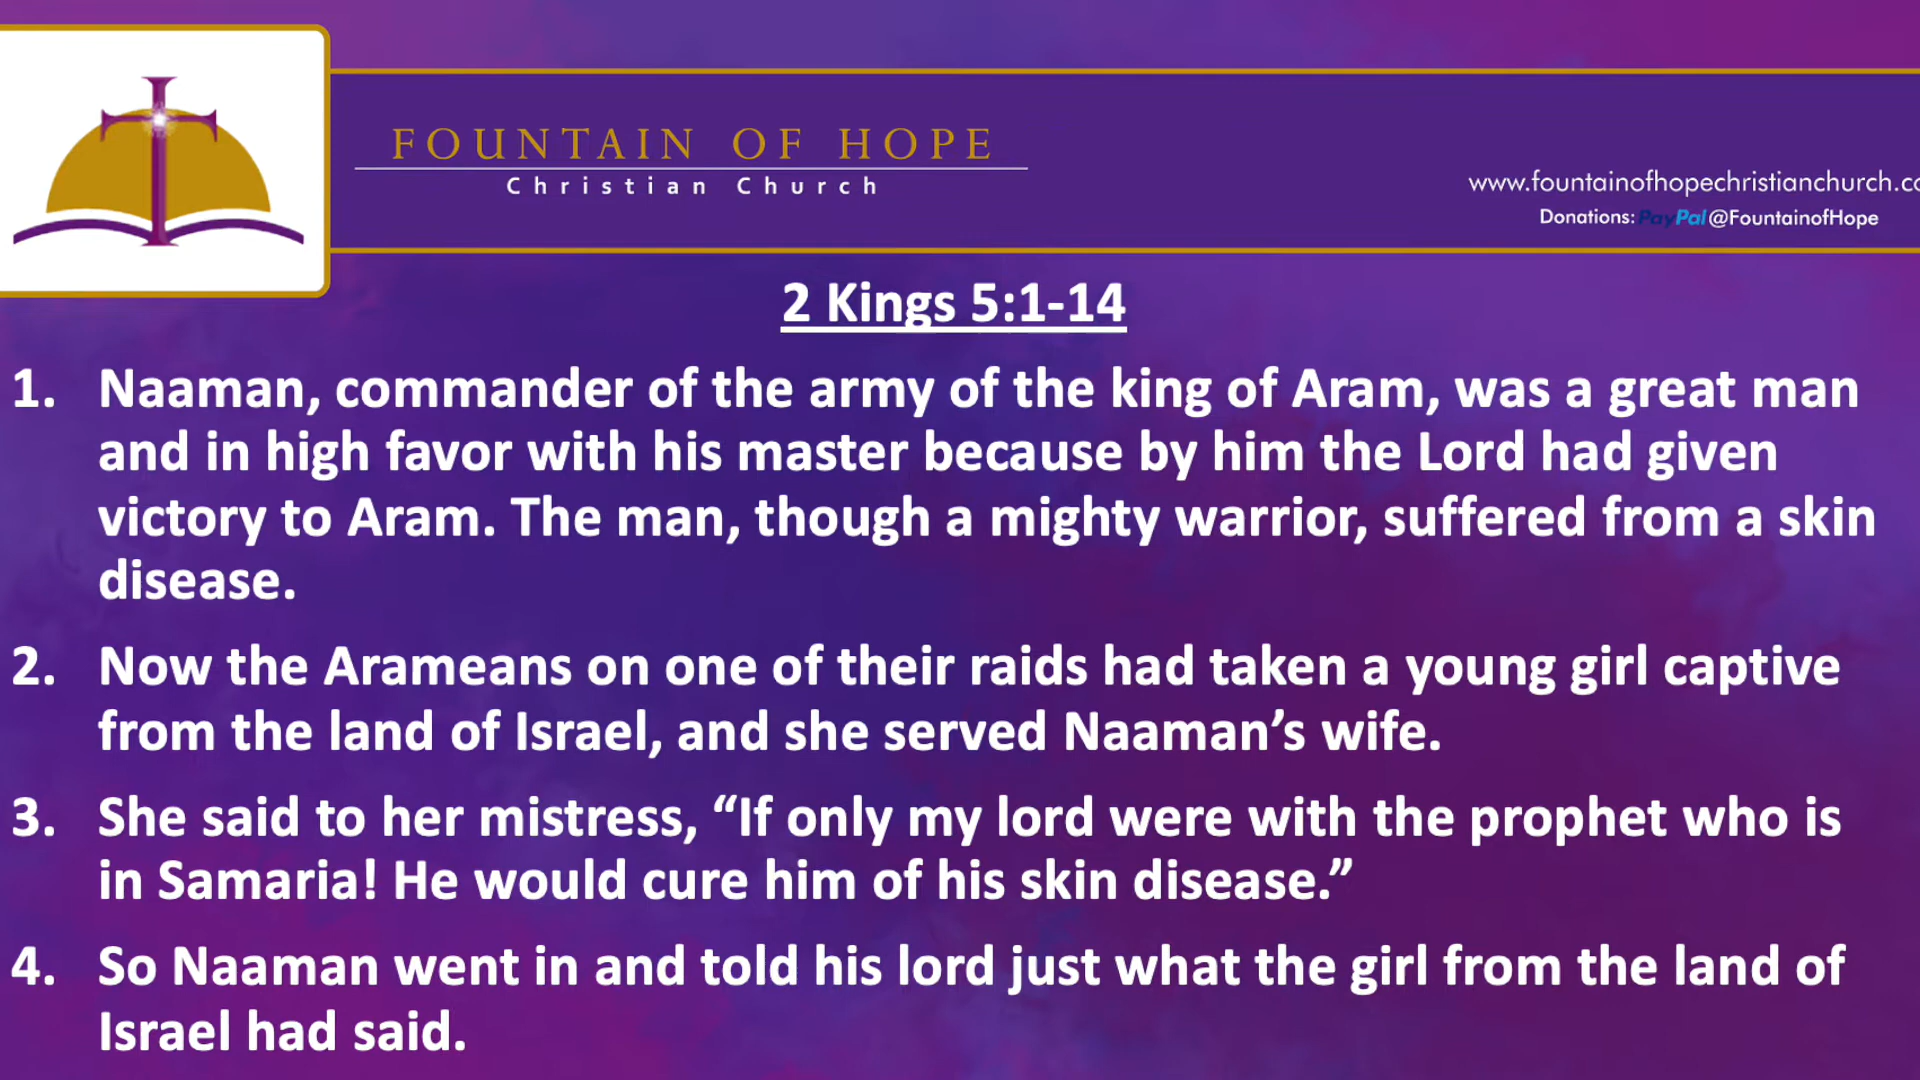 FOUNTAIN OF HOPE
Christian Church
www.fountainofhopechristianchurch.co
Donations: PayPal@FountainofHope
2 Kings 5:1-14
1. Naaman, commander of the army of the king of Aram, was a great man
and in high favor with his master because by him the Lord had given
victory to Aram. The man, though a mighty warrior, suffered from a skin
disease.
2. Now the Arameans on one of their raids had taken a young girl captive
from the land of Israel, and she served Naaman’s wife.
3. She said to her mistress, “If only my lord were with the prophet who is
in Samaria! He would cure him of his skin disease.”
4. So Naaman went in and told his lord just what the girl from the land of
Israel had said.